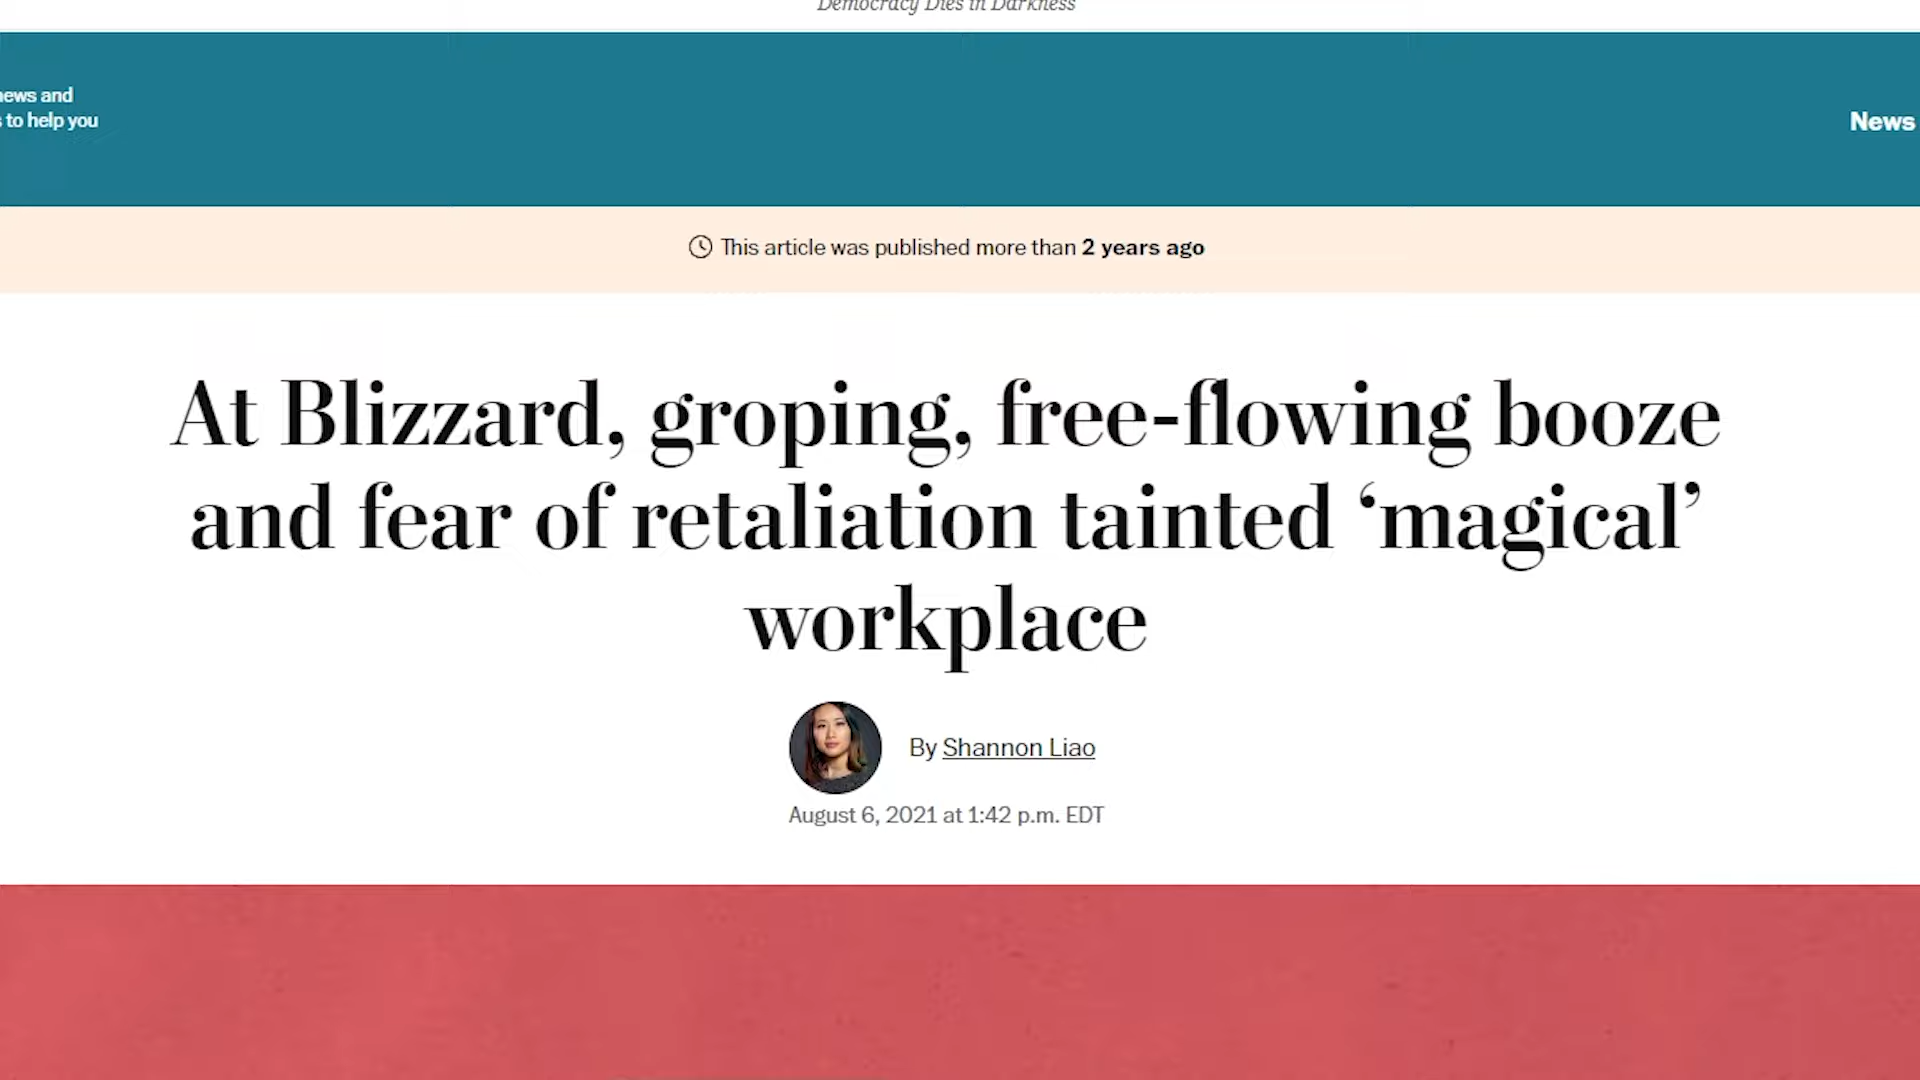 Democracy Dies in Darkness
news and
s to help you
News
This article was published more than 2 years ago
At Blizzard, groping, free-flowing booze
and fear of retaliation tainted ‘magical’
workplace
By Shannon Liao
August 6, 2021 at 1:42 p.m. EDT